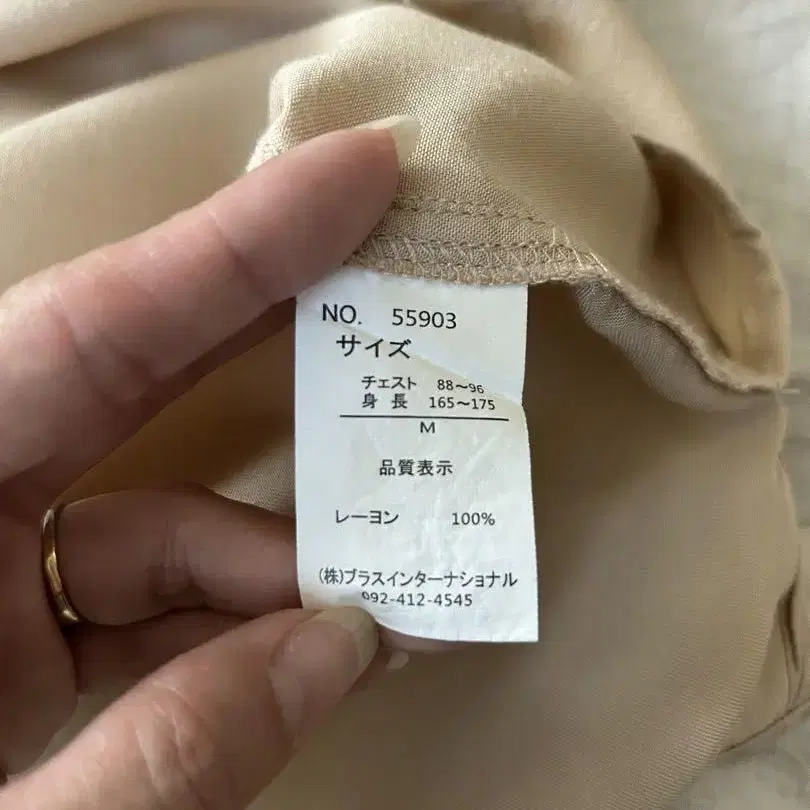 NO. 55903
サイズ
チェスト 88〜96
身長 165〜175
M
品質表示
レーヨン 100%
(株)ブラスインターナショナル
092-412-4545